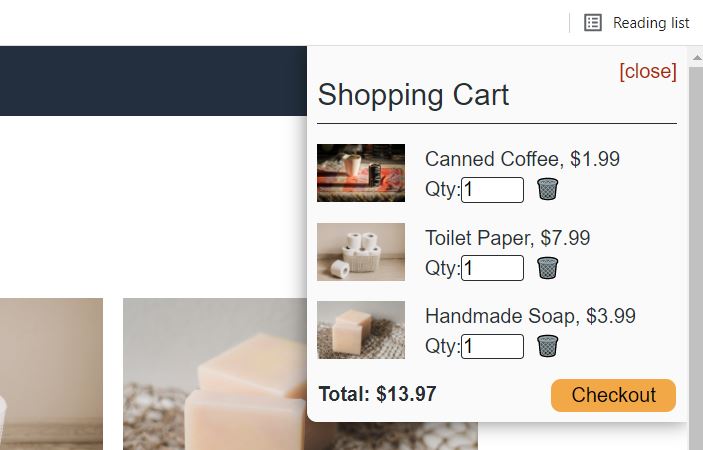 Reading list
[close]
Shopping Cart
Canned Coffee, $1.99
Qty:1
Toilet Paper, $7.99
Qty:1
Handmade Soap, $3.99
Qty:1
Total: $13.97
Checkout